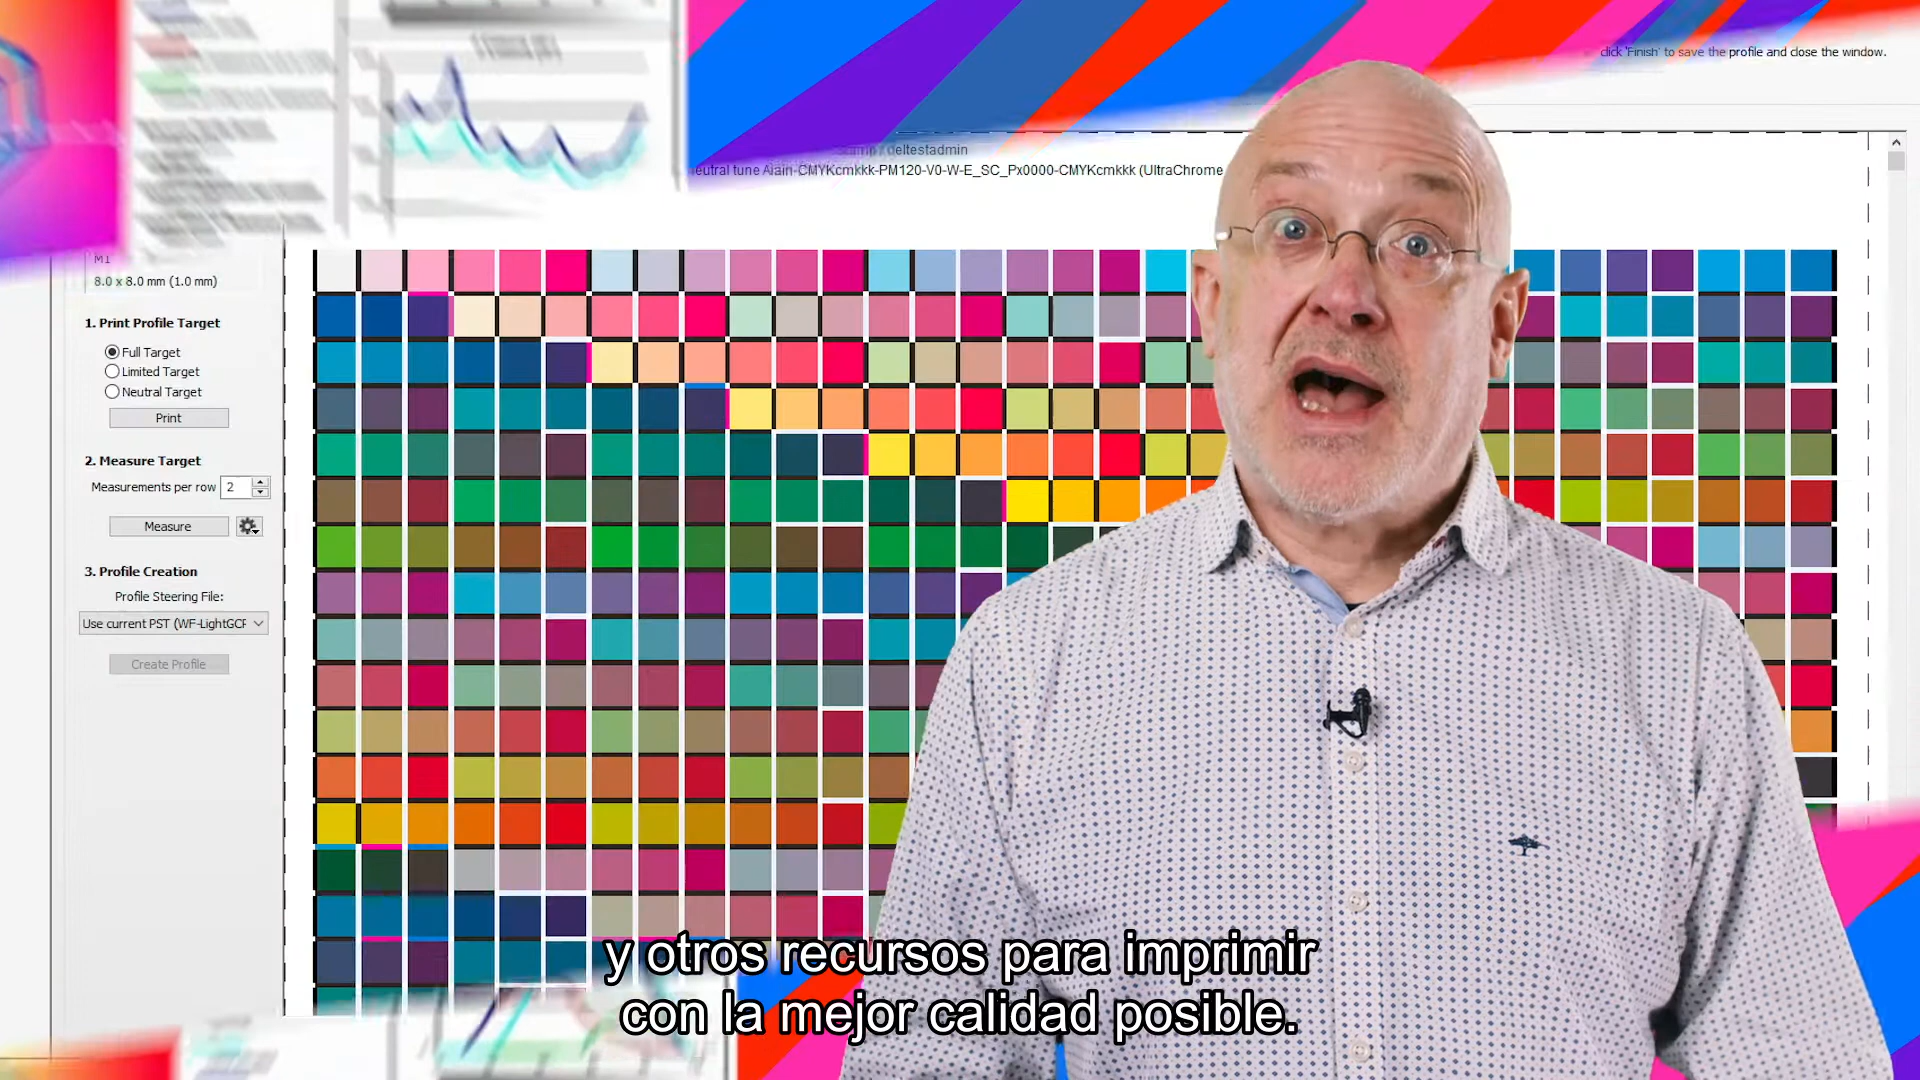 click 'Finish' to save the profile and close the window.
deltestadmin
eutral tune Alain-CMYKcmkkk-PM120-V0-W-E_SC_Px0000-CMYKcmkkk (UltraChrome
M1
8.0 x 8.0 mm (1.0 mm)
1. Print Profile Target
Full Target
Limited Target
Neutral Target
Print
2. Measure Target
Measurements per row 2
Measure
3. Profile Creation
Profile Steering File:
Use current PST (WF-LightGCF
Create Profile
y otros recursos para imprimir
con la mejor calidad posible.